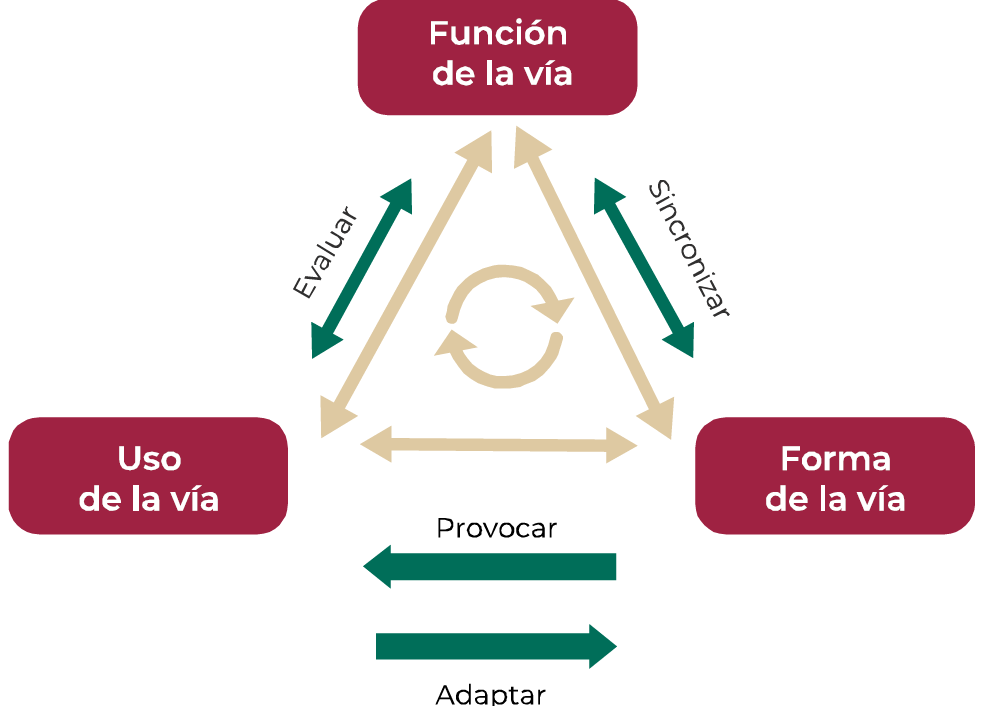 Función
de la vía
Evaluar
Sincronizar
Uso
de la vía
Forma
de la vía
Provocar
Adaptar